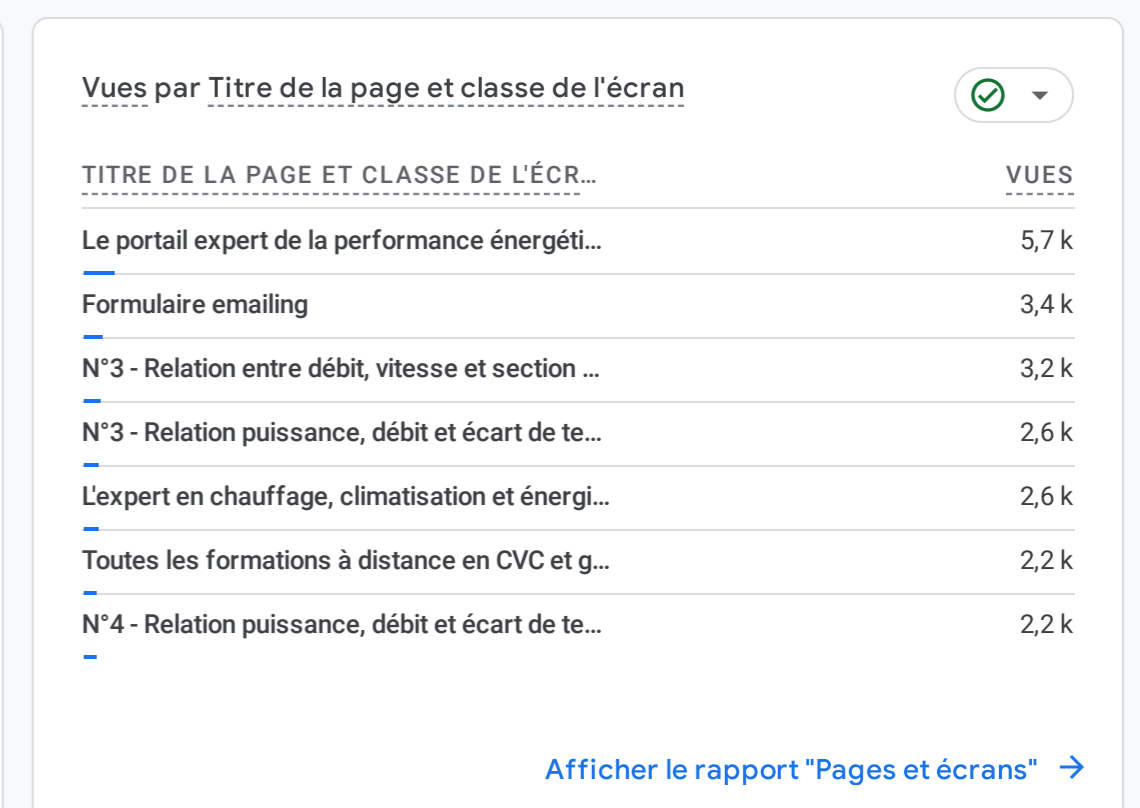 Vues par Titre de la page et classe de l'écran
TITRE DE LA PAGE ET CLASSE DE L'ÉCR… VUES
Le portail expert de la performance énergéti… 5,7 k
Formulaire emailing 3,4 k
N°3 - Relation entre débit, vitesse et section … 3,2 k
N°3 - Relation puissance, débit et écart de te… 2,6 k
L'expert en chauffage, climatisation et énergi… 2,6 k
Toutes les formations à distance en CVC et g… 2,2 k
N°4 - Relation puissance, débit et écart de te… 2,2 k
Afficher le rapport "Pages et écrans" →